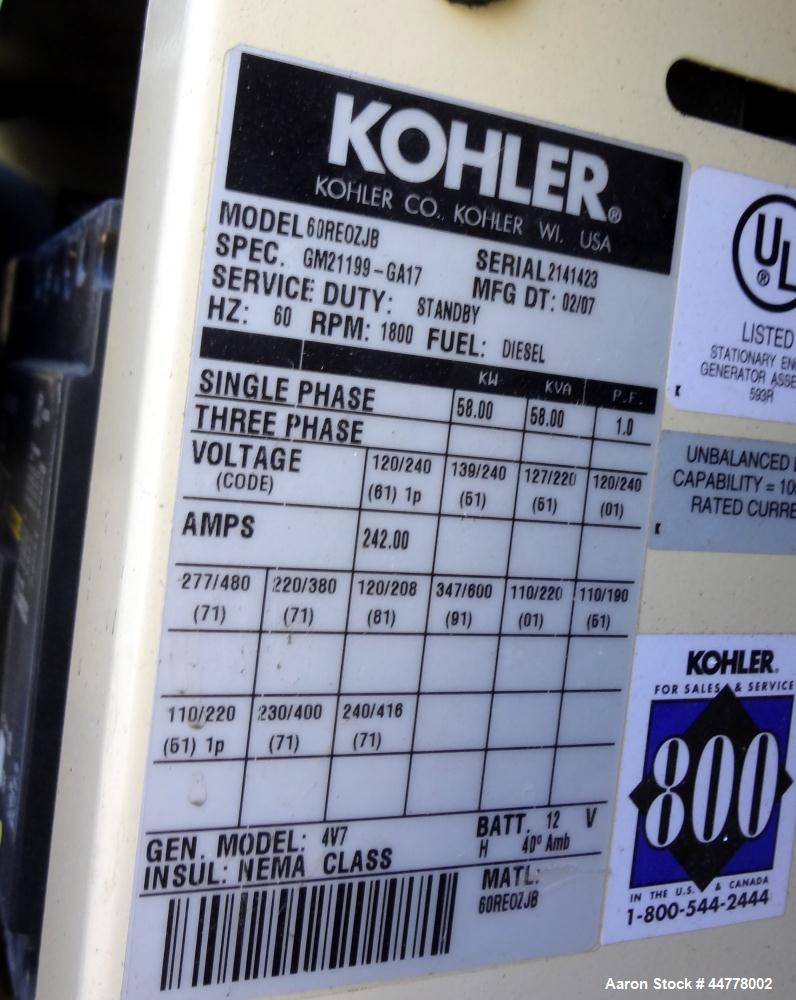 KOHLER®
KOHLER CO. KOHLER WI. USA
MODEL 60REOZJB
SERIAL 2141423
SPEC. GM21199-GA17
MFG DT: 02/07
SERVICE DUTY: STANDBY
HZ: 60 RPM: 1800 FUEL: DIESEL
KW KVA P.F.
SINGLE PHASE 58.00 58.00 1.0
THREE PHASE
VOLTAGE 120/240 139/240 127/220 120/240
(CODE) (61) 1p (51) (51) (01)
AMPS 242.00
277/480 220/380 120/208 347/600 110/220 110/190
(71) (71) (81) (91) (01) (51)
110/220 230/400 240/416
(51) 1p (71) (71)
GEN. MODEL: 4V7 BATT. 12 V
INSUL: NEMA CLASS H 40° Amb
MATL:
60REOZJB
UL
®
LISTED
STATIONARY
GENERATOR
593R
UNBALANCED
CAPABILITY =
RATED
KOHLER®
FOR SALES & SERVICE
800
IN THE U.S. & CANADA
1-800-544-2444
Aaron Stock # 44778002